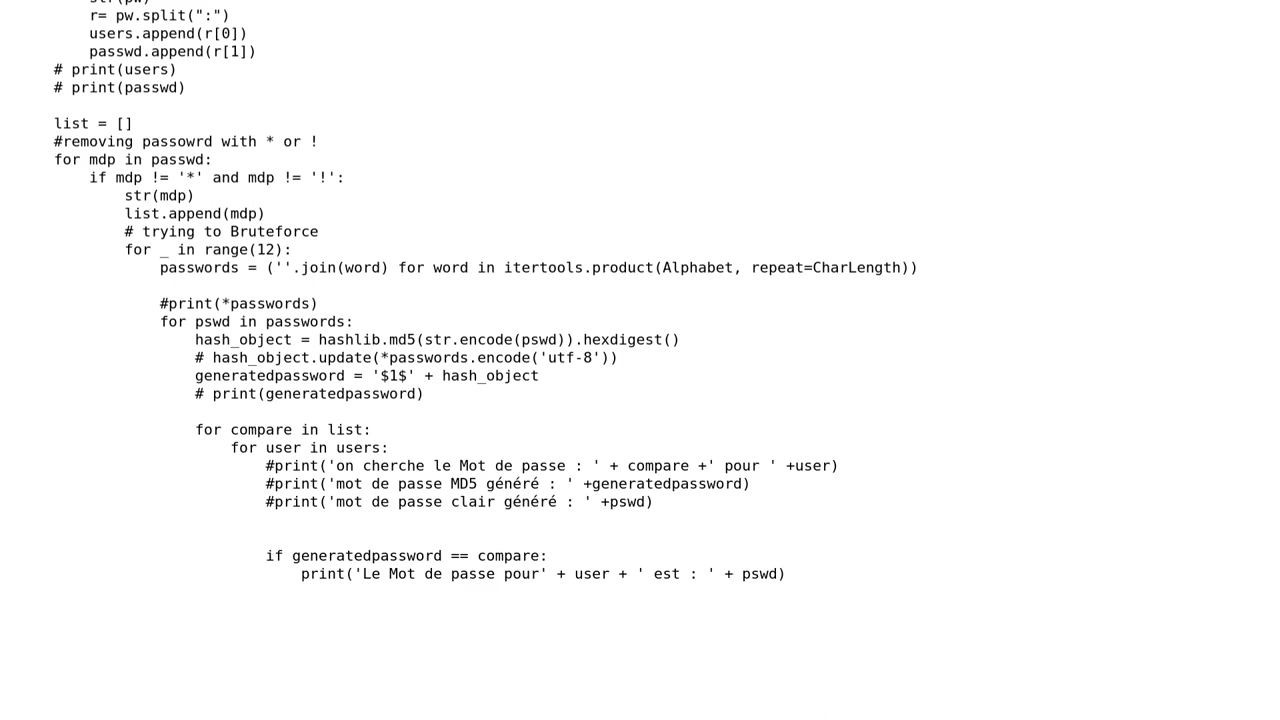 str(pw)
r= pw.split(":")
users.append(r[0])
passwd.append(r[1])
# print(users)
# print(passwd)
list = []
#removing passowrd with * or !
for mdp in passwd:
if mdp != '*' and mdp != '!':
str(mdp)
list.append(mdp)
# trying to Bruteforce
for _ in range(12):
passwords = (''.join(word) for word in itertools.product(Alphabet, repeat=CharLength))
#print(*passwords)
for pswd in passwords:
hash_object = hashlib.md5(str.encode(pswd)).hexdigest()
# hash_object.update(*passwords.encode('utf-8'))
generatedpassword = '$1$' + hash_object
# print(generatedpassword)
for compare in list:
for user in users:
#print('on cherche le Mot de passe : ' + compare +' pour ' +user)
#print('mot de passe MD5 généré : ' +generatedpassword)
#print('mot de passe clair généré : ' +pswd)
if generatedpassword == compare:
print('Le Mot de passe pour' + user + ' est : ' + pswd)